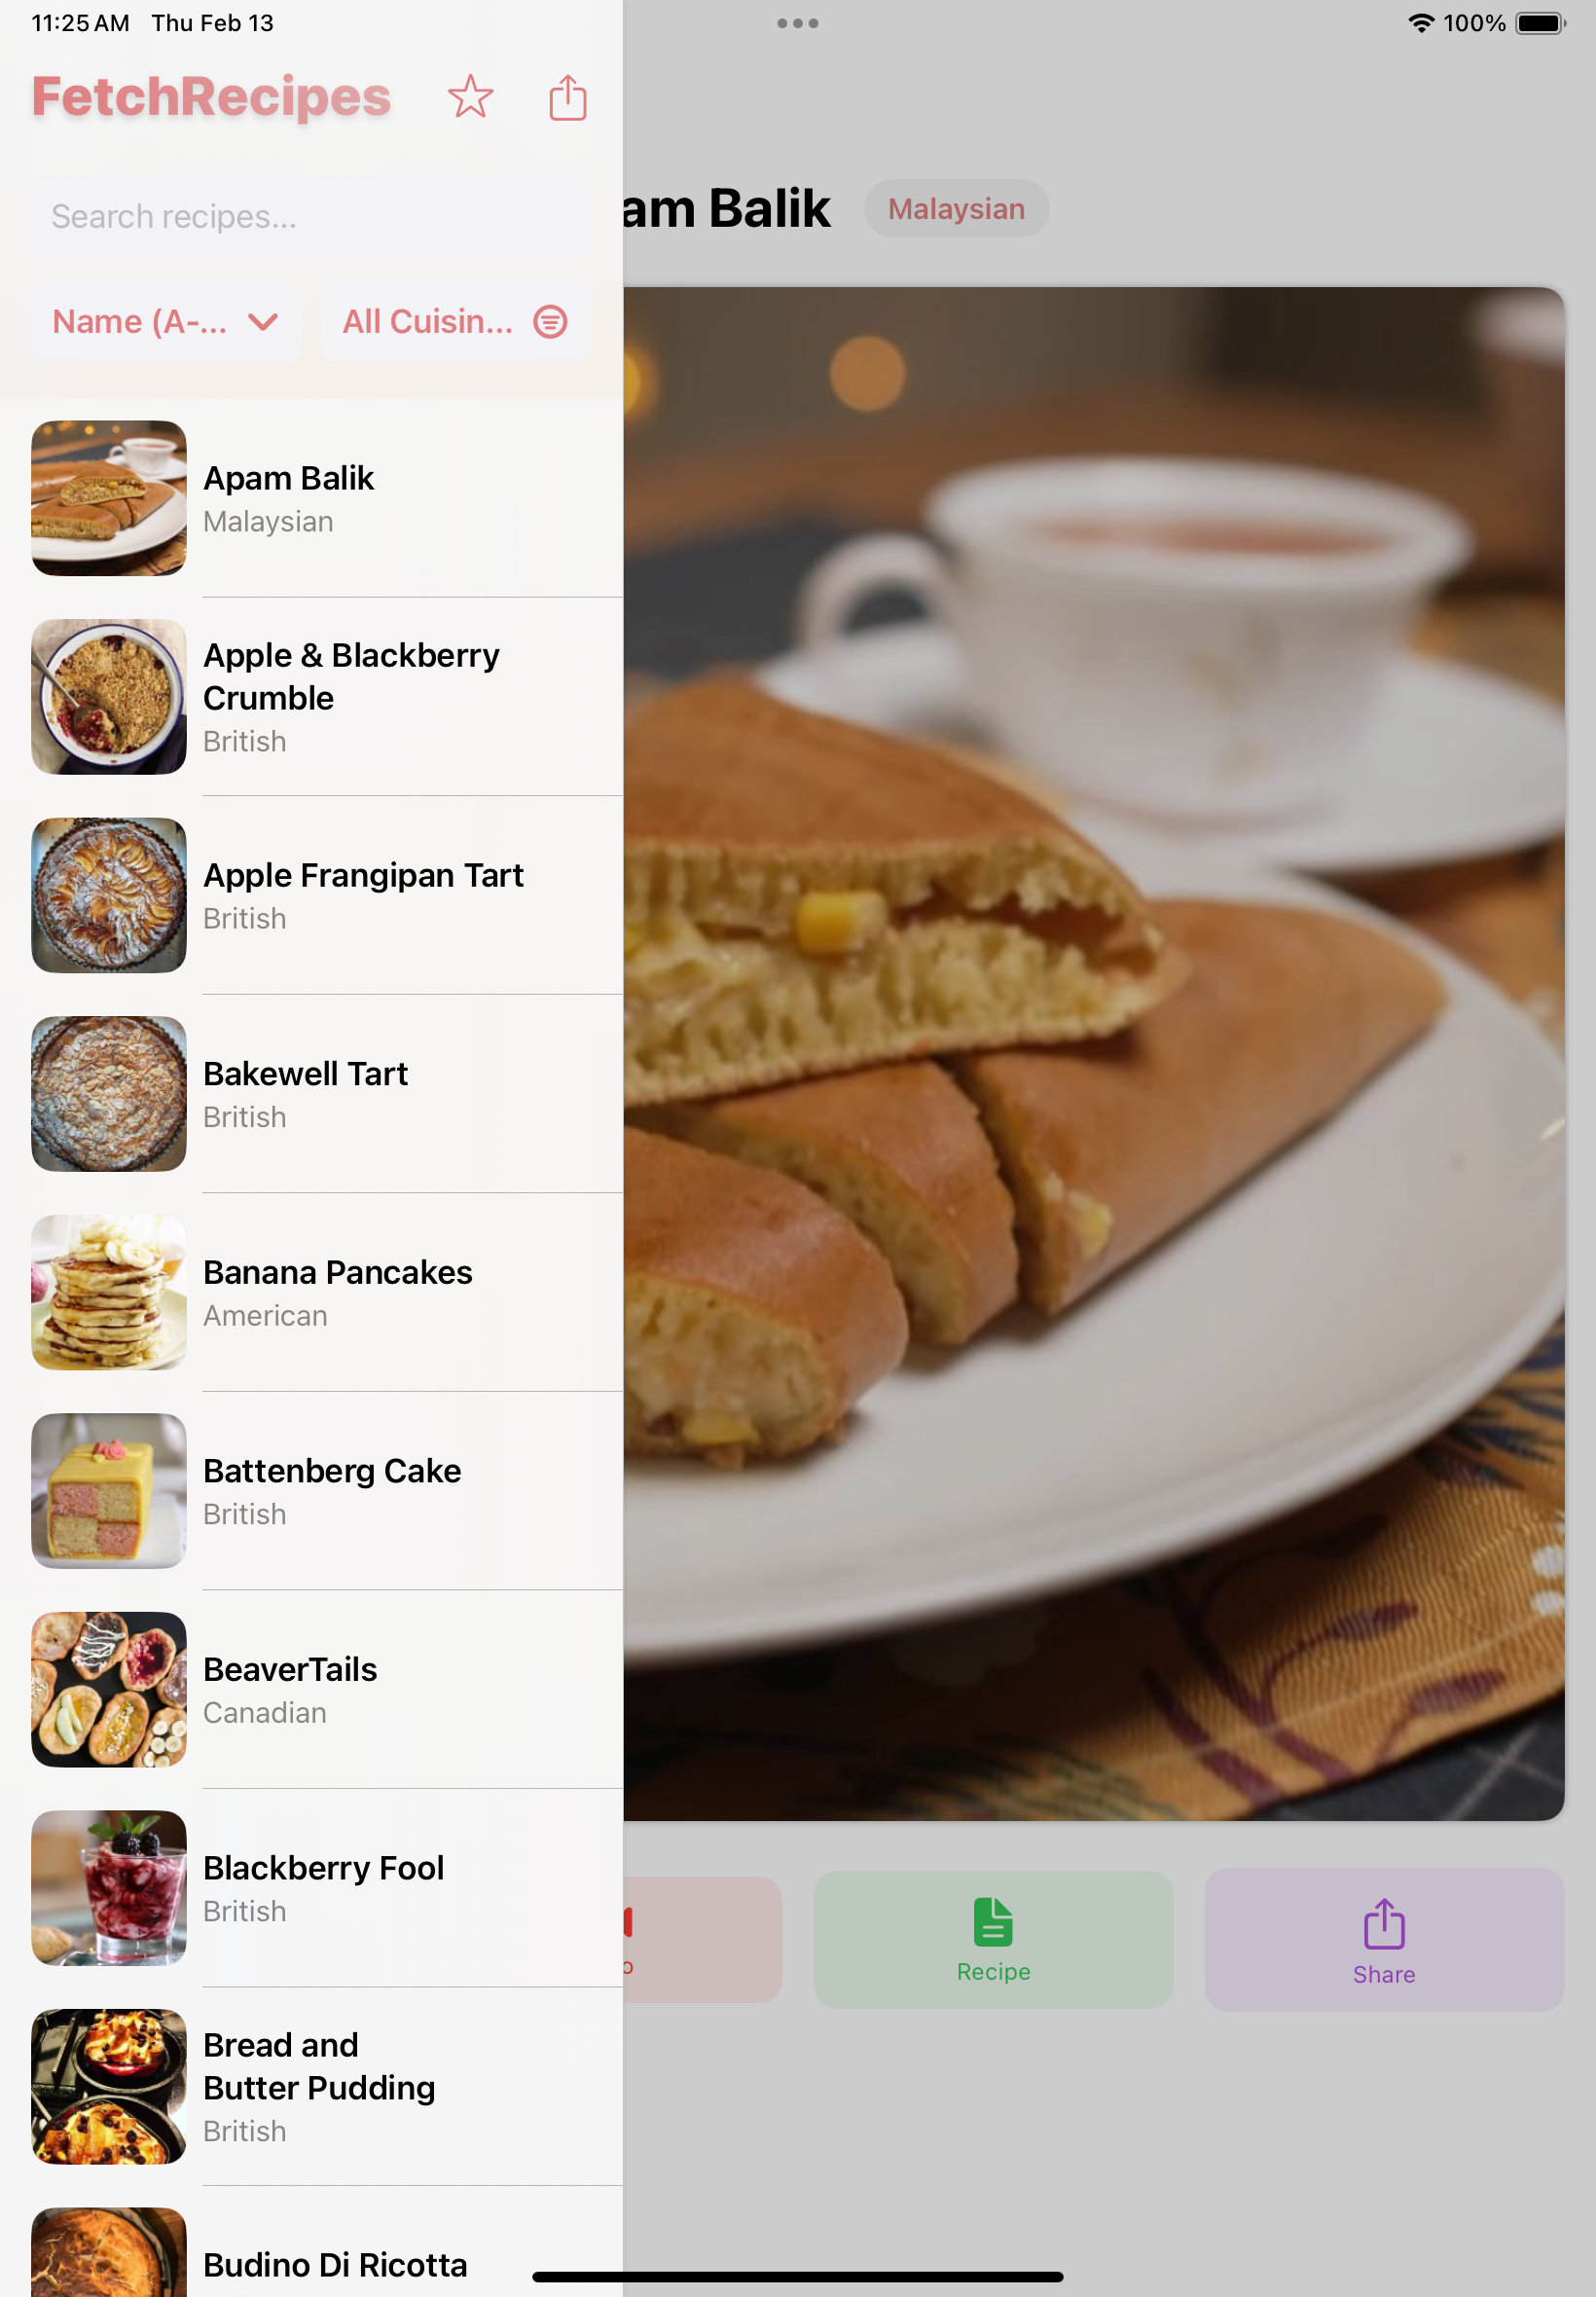 11:25 AM Thu Feb 13
100%
FetchRecipes
Search recipes...
Name (A-...
All Cuisin...
Apam Balik
Malaysian
Apple & Blackberry
Crumble
British
Apple Frangipan Tart
British
Bakewell Tart
British
Banana Pancakes
American
Battenberg Cake
British
BeaverTails
Canadian
Blackberry Fool
British
Bread and
Butter Pudding
British
Budino Di Ricotta
am Balik
Malaysian
o
Recipe
Share